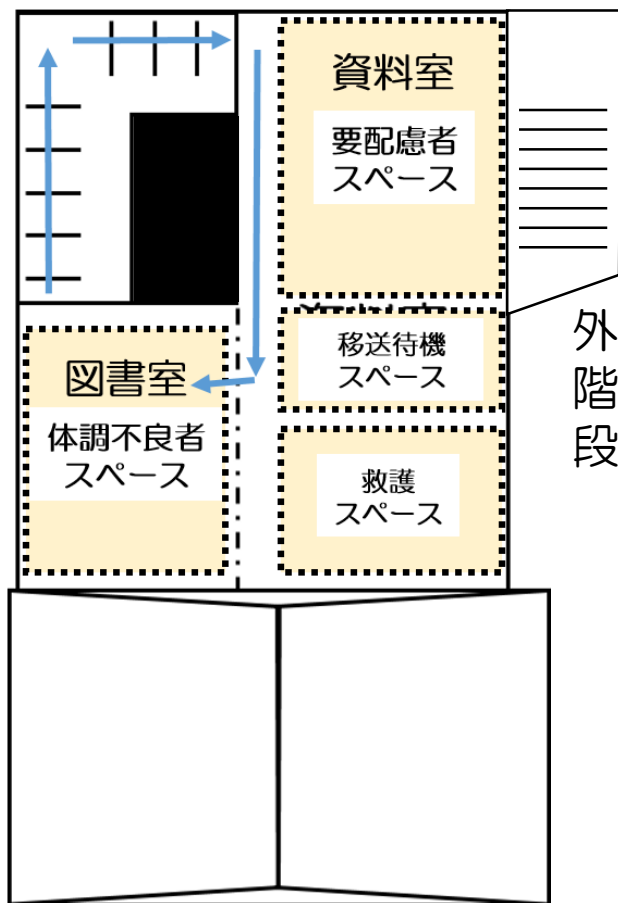 資料室
要配慮者
スペース
移送待機
スペース
図書室
体調不良者
スペース
救護
スペース
外階段